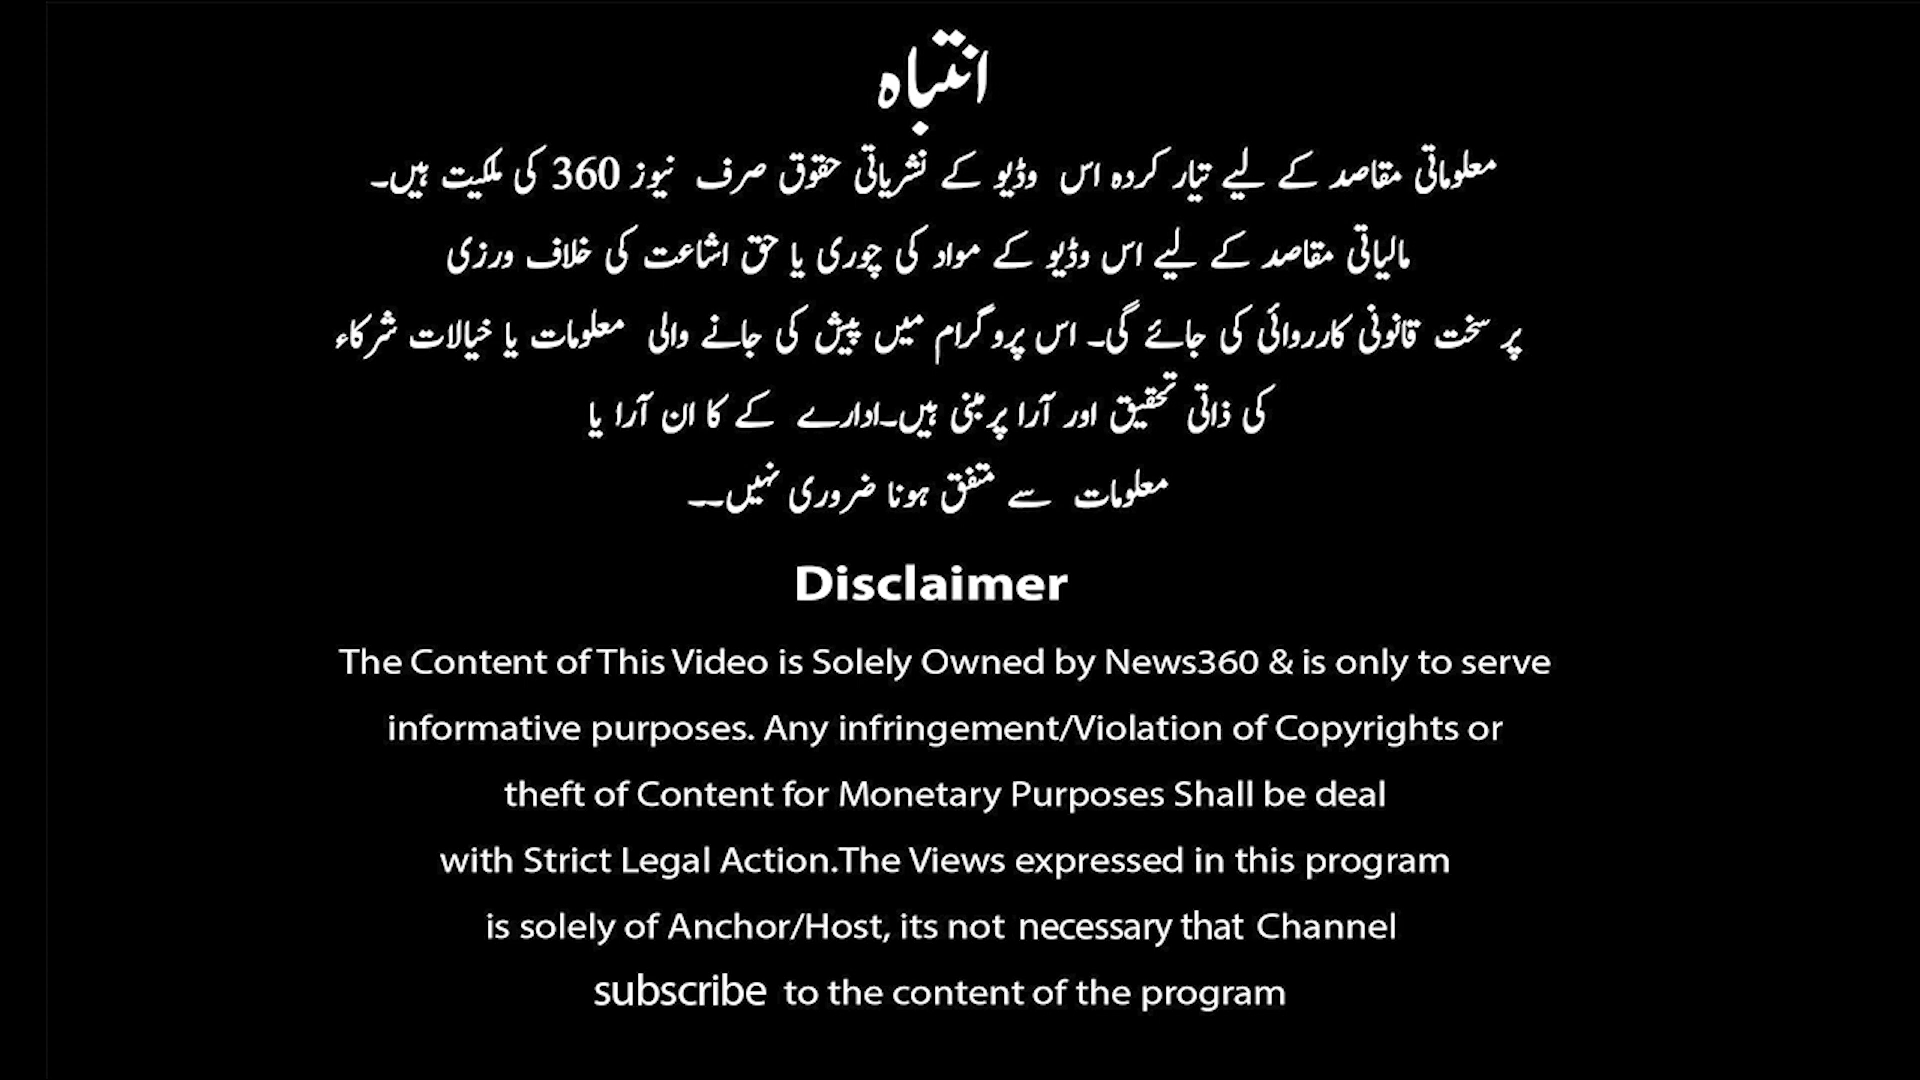 انتباہ
معلوماتی مقاصد کے لیے تیار کردہ اس وڈیو کے نشریاتی حقوق صرف نیوز 360 کی ملکیت ہیں۔
مالیاتی مقاصد کے لیے اس وڈیو کے مواد کی چوری یا حق اشاعت کی خلاف ورزی
پر سخت قانونی کارروائی کی جائے گی۔ اس پروگرام میں پیش کی جانے والی معلومات یا خیالات شرکاء
کی ذاتی تحقیق اور آرا پر مبنی ہیں۔ادارے کے کا ان آرا یا
معلومات سے متفق ہونا ضروری نہیں۔۔
Disclaimer
The Content of This Video is Solely Owned by News360 & is only to serve
informative purposes. Any infringement/Violation of Copyrights or
theft of Content for Monetary Purposes Shall be deal
with Strict Legal Action.The Views expressed in this program
is solely of Anchor/Host, its not necessary that Channel
subscribe to the content of the program